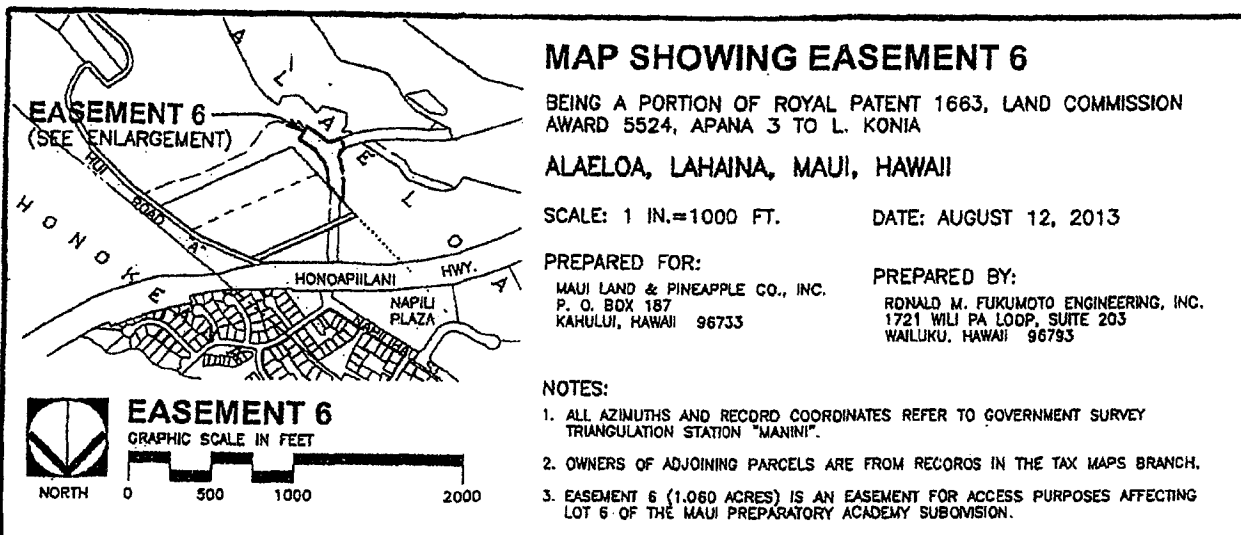 MAP SHOWING EASEMENT 6
BEING A PORTION OF ROYAL PATENT 1663, LAND COMMISSION
AWARD 5524, APANA 3 TO L. KONIA
ALAELOA, LAHAINA, MAUI, HAWAII
SCALE: 1 IN.=1000 FT.
DATE: AUGUST 12, 2013
PREPARED FOR:
MAUI LAND & PINEAPPLE CO., INC.
P. O. BOX 187
KAHULUI, HAWAII 96733
PREPARED BY:
RONALD M. FUKUMOTO ENGINEERING, INC.
1721 WILI PA LOOP, SUITE 203
WAILUKU, HAWAII 96793
NOTES:
1. ALL AZIMUTHS AND RECORD COORDINATES REFER TO GOVERNMENT SURVEY
TRIANGULATION STATION "MANINI".
2. OWNERS OF ADJOINING PARCELS ARE FROM RECORDS IN THE TAX MAPS BRANCH.
3. EASEMENT 6 (1.060 ACRES) IS AN EASEMENT FOR ACCESS PURPOSES AFFECTING
LOT 6 OF THE MAUI PREPARATORY ACADEMY SUBDIVISION.
EASEMENT 6
(SEE ENLARGEMENT)
ALAELOA
HUI ROAD "A"
HONOKEA
HONOAPIILANI HWY.
NAPILI
PLAZA
EASEMENT 6
GRAPHIC SCALE IN FEET
NORTH
0 500 1000 2000